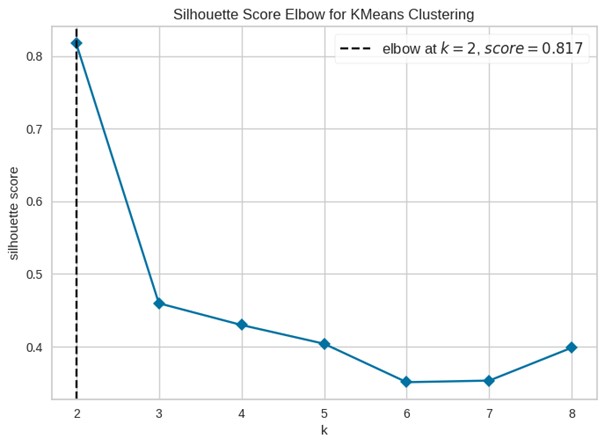 Silhouette Score Elbow for KMeans Clustering
elbow at k = 2, score = 0.817
silhouette score
0.8
0.7
0.6
0.5
0.4
2 3 4 5 6 7 8
k